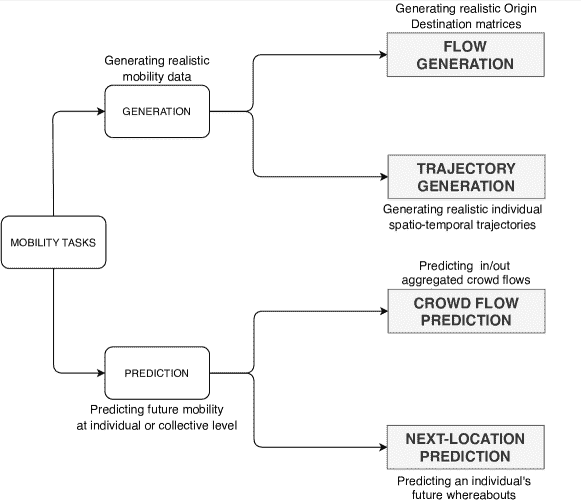 Generating realistic Origin
Destination matrices
FLOW
GENERATION
Generating realistic
mobility data
GENERATION
TRAJECTORY
GENERATION
Generating realistic individual
spatio-temporal trajectories
MOBILITY TASKS
Predicting in/out
aggregated crowd flows
CROWD FLOW
PREDICTION
PREDICTION
Predicting future mobility
at individual or collective level
NEXT-LOCATION
PREDICTION
Predicting an individual's
future whereabouts